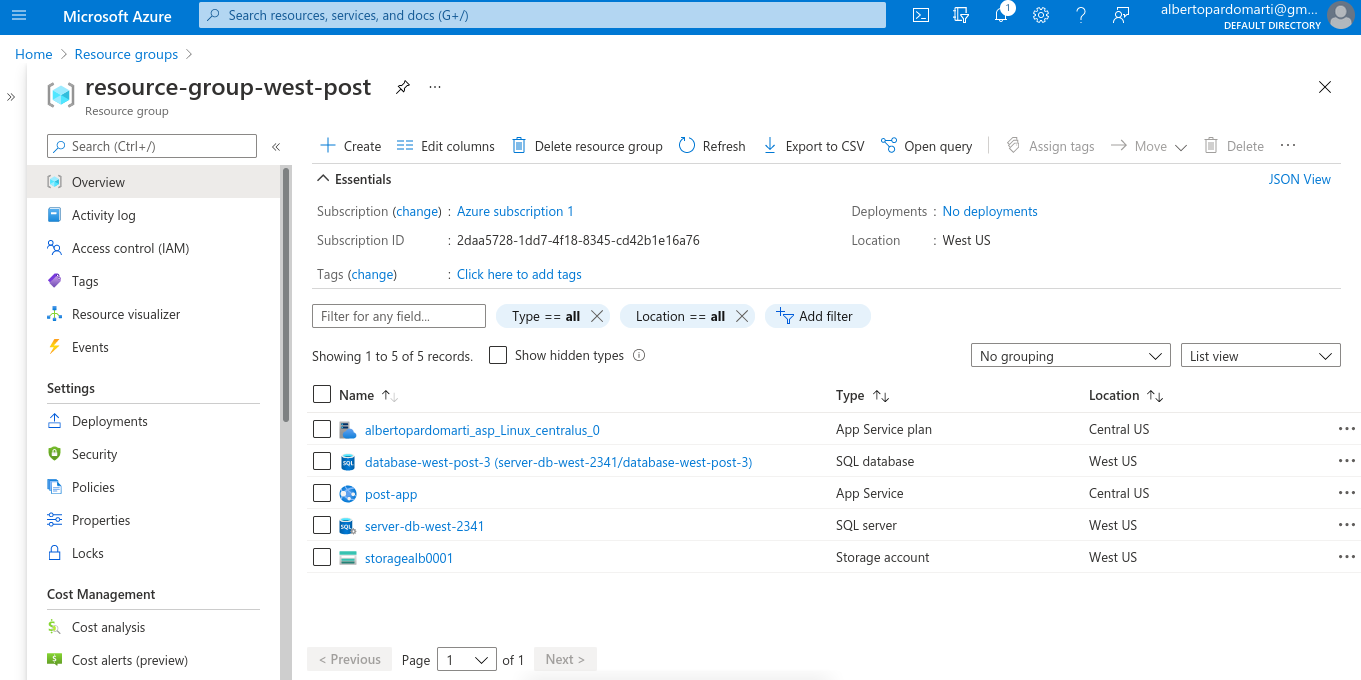 Microsoft Azure
Search resources, services, and docs (G+/)
1
albertopardomarti@gm...
DEFAULT DIRECTORY
Home > Resource groups >
»
resource-group-west-post
...
Resource group
Search (Ctrl+/)
«
Create
Edit columns
Delete resource group
Refresh
Export to CSV
Open query
Assign tags
Move
Delete
...
Overview
Activity log
Access control (IAM)
Tags
Resource visualizer
Events
Settings
Deployments
Security
Policies
Properties
Locks
Cost Management
Cost analysis
Cost alerts (preview)
Essentials
JSON View
Subscription (change) : Azure subscription 1
Deployments : No deployments
Subscription ID : 2daa5728-1dd7-4f18-8345-cd42b1e16a76
Location : West US
Tags (change) : Click here to add tags
Filter for any field...
Type == all
Location == all
Add filter
Showing 1 to 5 of 5 records.
Show hidden types
No grouping
List view
Name ↑↓ Type ↑↓ Location ↑↓
albertopardomarti_asp_Linux_centralus_0 App Service plan Central US ...
database-west-post-3 (server-db-west-2341/database-west-post-3) SQL database West US ...
post-app App Service Central US ...
server-db-west-2341 SQL server West US ...
storagealb0001 Storage account West US ...
< Previous Page 1 of 1 Next >